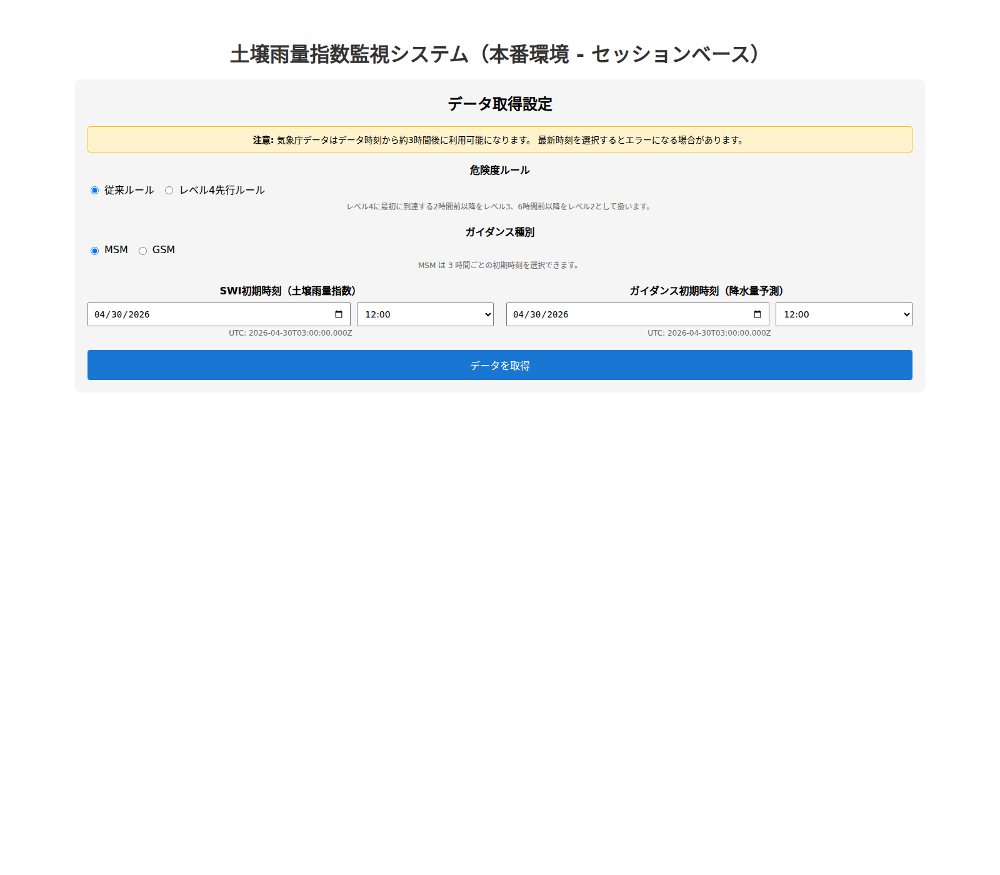 土壌雨量指数監視システム（本番環境 - セッションベース）
データ取得設定
注意: 気象庁データはデータ時刻から約3時間後に利用可能になります。 最新時刻を選択するとエラーになる場合があります。
危険度ルール
従来ルール レベル4先行ルール
レベル4に最初に到達する2時間前以降をレベル3、6時間前以降をレベル2として扱います。
ガイダンス種別
MSM GSM
MSM は 3 時間ごとの初期時刻を選択できます。
SWI初期時刻（土壌雨量指数） ガイダンス初期時刻（降水量予測）
04/30/2026 12:00 04/30/2026 12:00
UTC: 2026-04-30T03:00:00.000Z UTC: 2026-04-30T03:00:00.000Z
データを取得